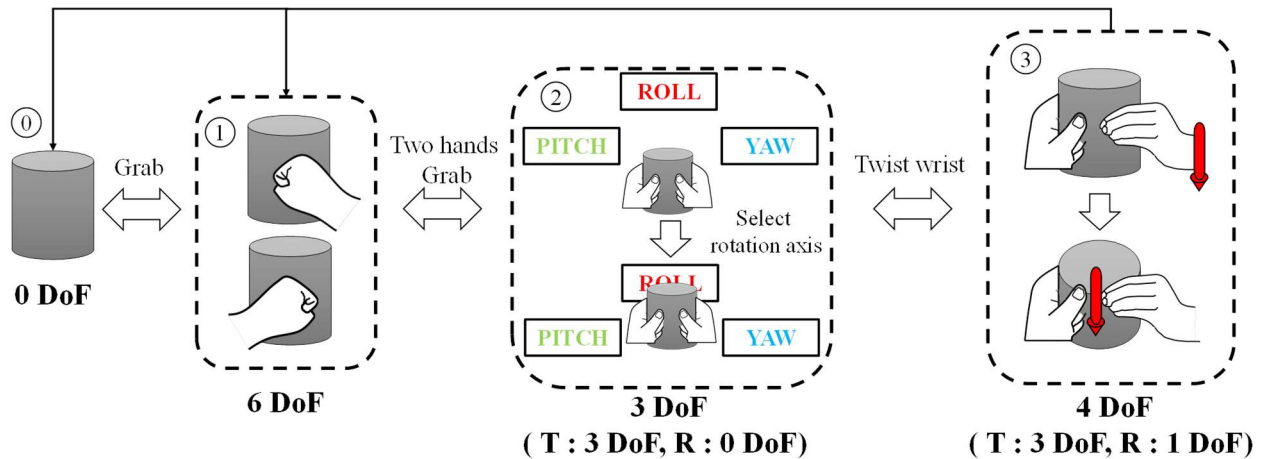 0
0 DoF
Grab
1
6 DoF
Two hands
Grab
2
ROLL
PITCH
YAW
Select
rotation axis
ROLL
PITCH
YAW
3 DoF
( T : 3 DoF, R : 0 DoF)
Twist wrist
3
4 DoF
( T : 3 DoF, R : 1 DoF)